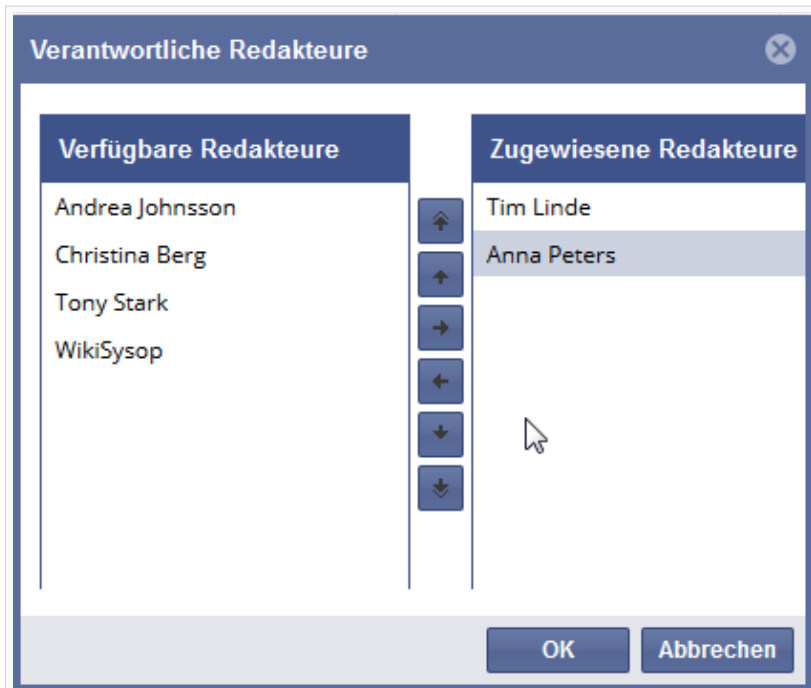 Verantwortliche Redakteure
Verfügbare Redakteure
Andrea Johnsson
Christina Berg
Tony Stark
WikiSysop
Zugewiesene Redakteure
Tim Linde
Anna Peters
OK
Abbrechen